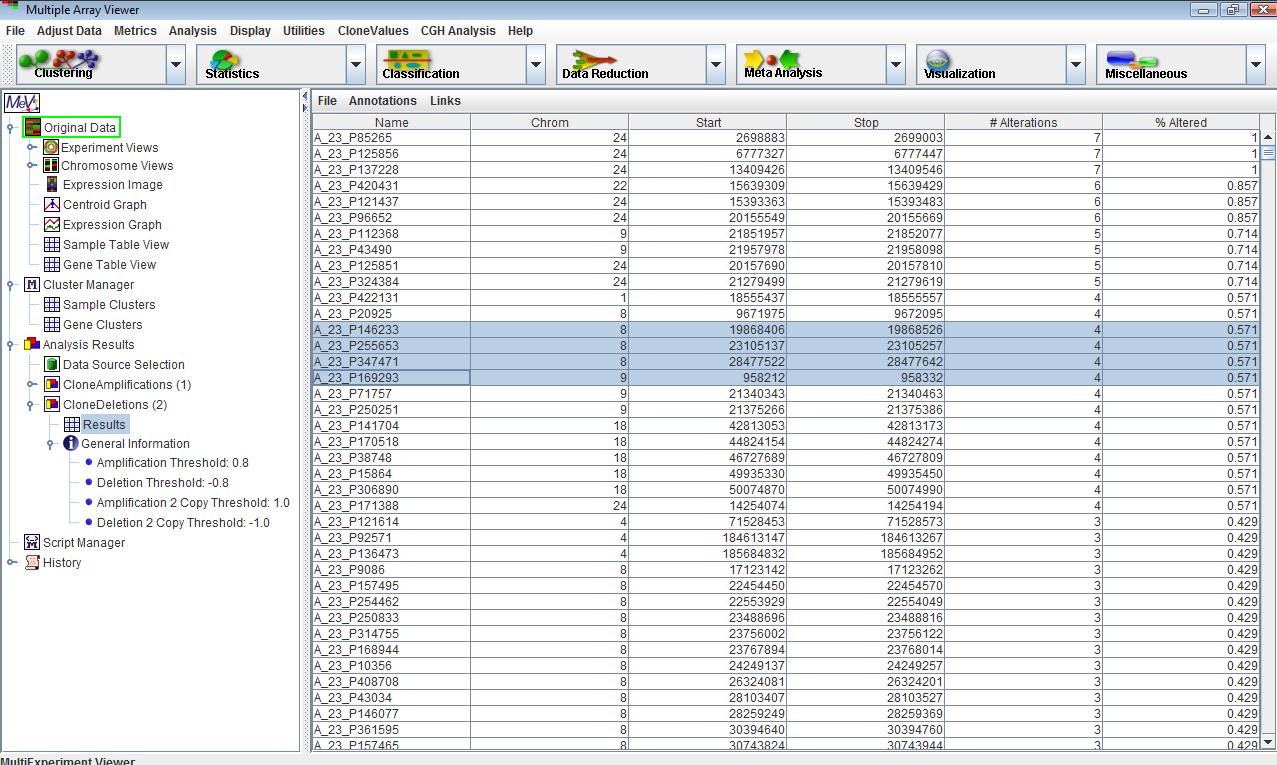 Multiple Array Viewer
File Adjust Data Metrics Analysis Display Utilities CloneValues CGH Analysis Help
Clustering Statistics Classification Data Reduction Meta Analysis Visualization Miscellaneous
MeV
Original Data
Experiment Views
Chromosome Views
Expression Image
Centroid Graph
Expression Graph
Sample Table View
Gene Table View
Cluster Manager
Sample Clusters
Gene Clusters
Analysis Results
Data Source Selection
CloneAmplifications (1)
CloneDeletions (2)
Results
General Information
Amplification Threshold: 0.8
Deletion Threshold: -0.8
Amplification 2 Copy Threshold: 1.0
Deletion 2 Copy Threshold: -1.0
Script Manager
History
File Annotations Links
Name Chrom Start Stop # Alterations % Altered
A_23_P85265 24 2698883 2699003 7 1
A_23_P125856 24 6777327 6777447 7 1
A_23_P137228 24 13409426 13409546 7 1
A_23_P420431 22 15639309 15639429 6 0.857
A_23_P121437 24 15393363 15393483 6 0.857
A_23_P96652 24 20155549 20155669 6 0.857
A_23_P112368 9 21851957 21852077 5 0.714
A_23_P43490 9 21957978 21958098 5 0.714
A_23_P125851 24 20157690 20157810 5 0.714
A_23_P324384 24 21279499 21279619 5 0.714
A_23_P422131 1 18555437 18555557 4 0.571
A_23_P20925 8 9671975 9672095 4 0.571
A_23_P146233 8 19868406 19868526 4 0.571
A_23_P255653 8 23105137 23105257 4 0.571
A_23_P347471 8 28477522 28477642 4 0.571
A_23_P169293 9 958212 958332 4 0.571
A_23_P71757 9 21340343 21340463 4 0.571
A_23_P250251 9 21375266 21375386 4 0.571
A_23_P141704 18 42813053 42813173 4 0.571
A_23_P170518 18 44824154 44824274 4 0.571
A_23_P38748 18 46727689 46727809 4 0.571
A_23_P15864 18 49935330 49935450 4 0.571
A_23_P306890 18 50074870 50074990 4 0.571
A_23_P171388 24 14254074 14254194 4 0.571
A_23_P121614 4 71528453 71528573 3 0.429
A_23_P92571 4 184613147 184613267 3 0.429
A_23_P136473 4 185684832 185684952 3 0.429
A_23_P9086 8 17123142 17123262 3 0.429
A_23_P157495 8 22454450 22454570 3 0.429
A_23_P254462 8 22553929 22554049 3 0.429
A_23_P250833 8 23488696 23488816 3 0.429
A_23_P314755 8 23756002 23756122 3 0.429
A_23_P168944 8 23767894 23768014 3 0.429
A_23_P10356 8 24249137 24249257 3 0.429
A_23_P408708 8 26324081 26324201 3 0.429
A_23_P43034 8 28103407 28103527 3 0.429
A_23_P146077 8 28259249 28259369 3 0.429
A_23_P361595 8 30394640 30394760 3 0.429
A_23_P157465 8 30743824 30743944 3 0.429
MultiExperiment Viewer